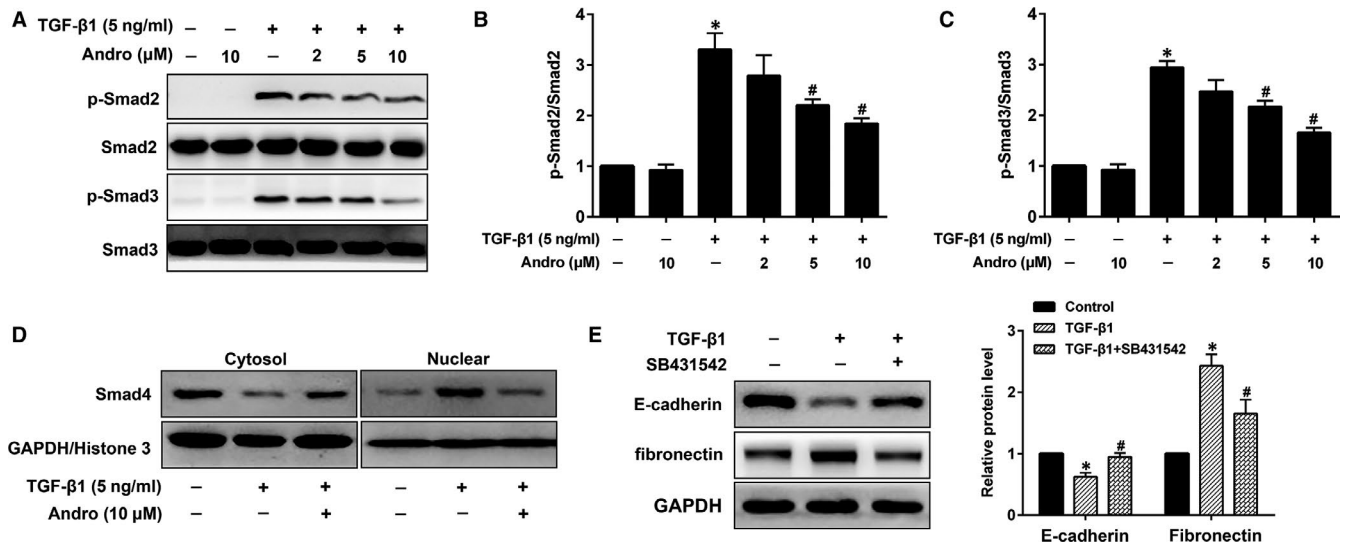 A
TGF-β1 (5 ng/ml) – – + + + +
Andro (μM) – 10 – 2 5 10
p-Smad2
Smad2
p-Smad3
Smad3
B
p-Smad2/Smad2
4
3
2
1
0
*
#
#
TGF-β1 (5 ng/ml) – – + + + +
Andro (μM) – 10 – 2 5 10
C
p-Smad3/Smad3
4
3
2
1
0
*
#
#
TGF-β1 (5 ng/ml) – – + + + +
Andro (μM) – 10 – 2 5 10
D
Cytosol Nuclear
Smad4
GAPDH/Histone 3
TGF-β1 (5 ng/ml) – + + – + +
Andro (10 μM) – – + – – +
E
TGF-β1 – + +
SB431542 – – +
E-cadherin
fibronectin
GAPDH
Control
TGF-β1
TGF-β1+SB431542
Relative protein level
3
2
1
0
*
#
*
#
E-cadherin Fibronectin